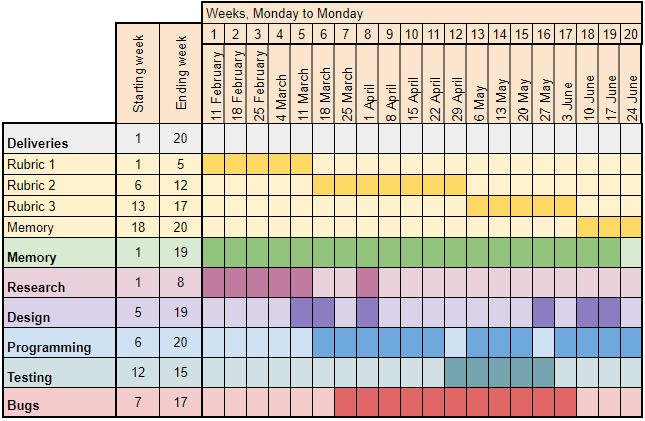 Weeks, Monday to Monday
Starting week Ending week 1 2 3 4 5 6 7 8 9 10 11 12 13 14 15 16 17 18 19 20
11 February 18 February 25 February 4 March 11 March 18 March 25 March 1 April 8 April 15 April 22 April 29 April 6 May 13 May 20 May 27 May 3 June 10 June 17 June 24 June
Deliveries 1 20
Rubric 1 1 5
Rubric 2 6 12
Rubric 3 13 17
Memory 18 20
Memory 1 19
Research 1 8
Design 5 19
Programming 6 20
Testing 12 15
Bugs 7 17